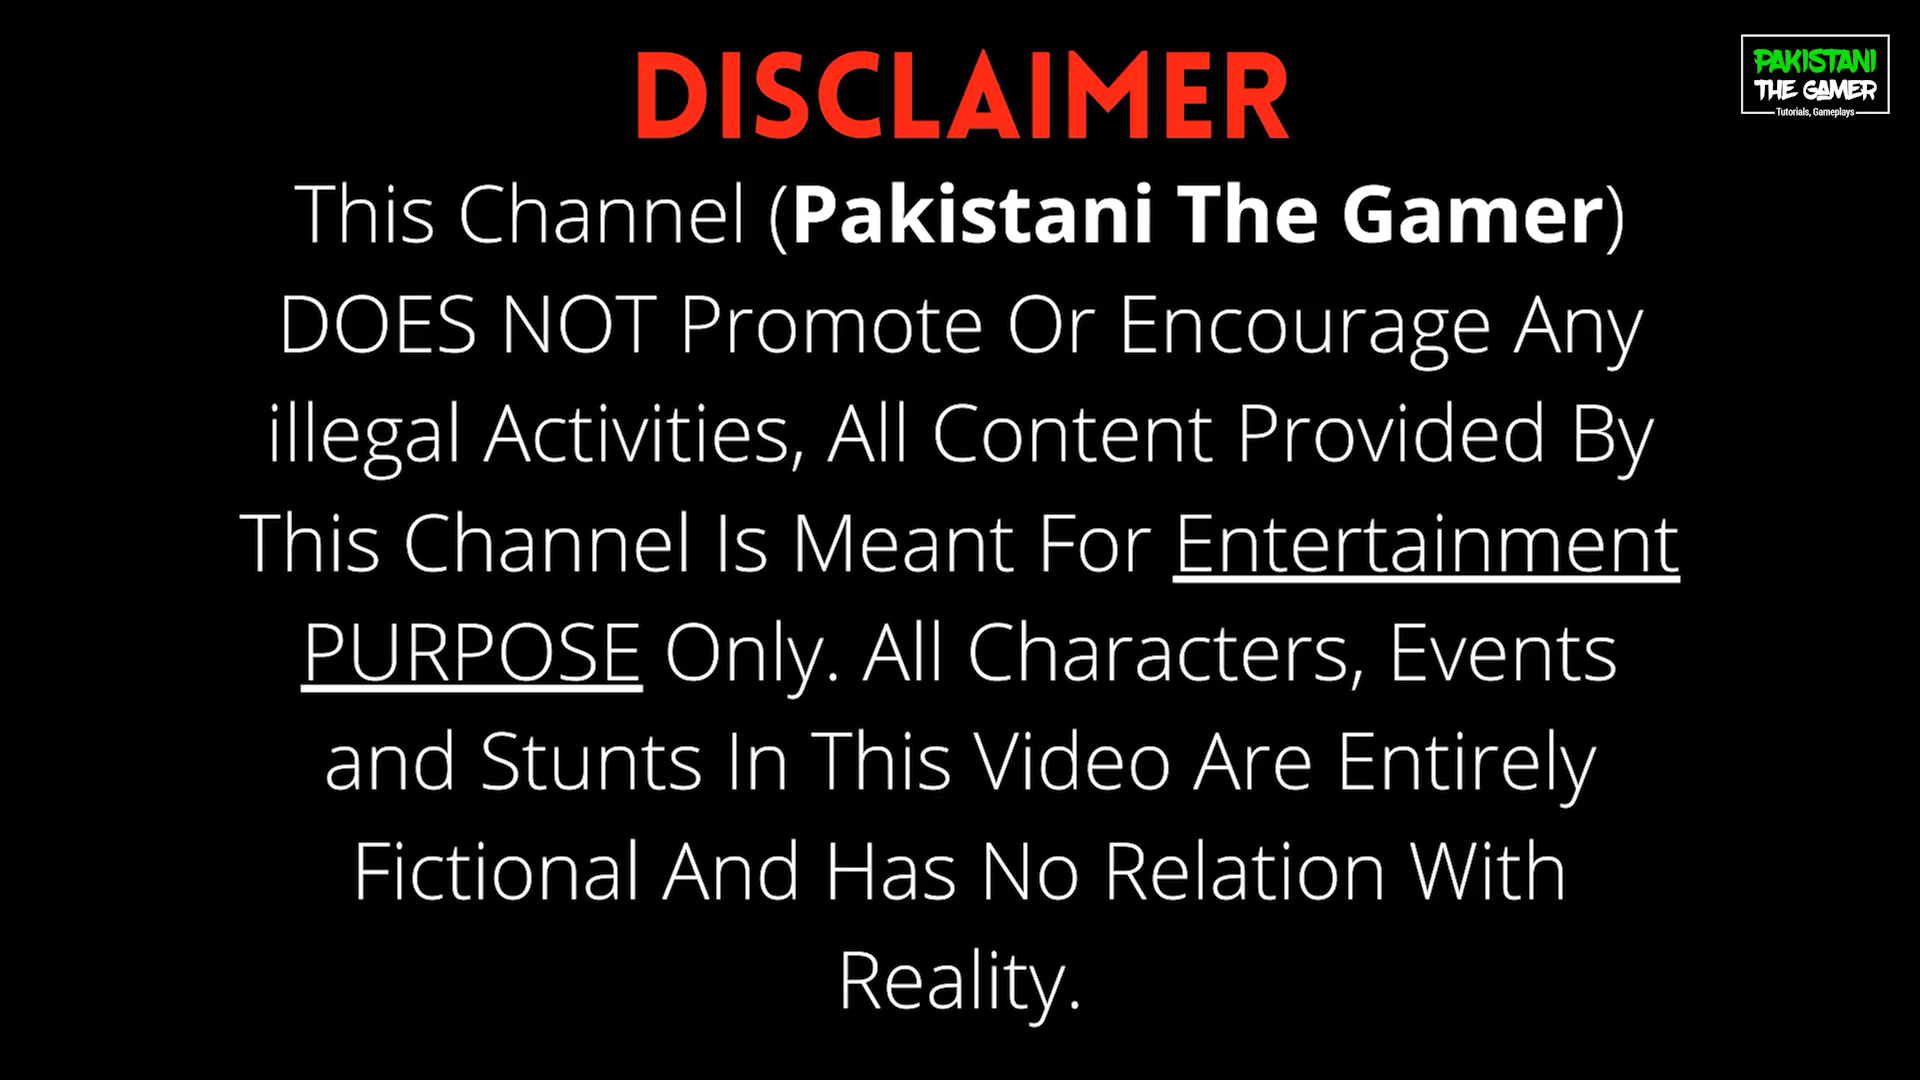 DISCLAIMER
PAKISTANI
THE GAMER
Tutorials, Gameplays
This Channel (Pakistani The Gamer)
DOES NOT Promote Or Encourage Any
illegal Activities, All Content Provided By
This Channel Is Meant For Entertainment
PURPOSE Only. All Characters, Events
and Stunts In This Video Are Entirely
Fictional And Has No Relation With
Reality.